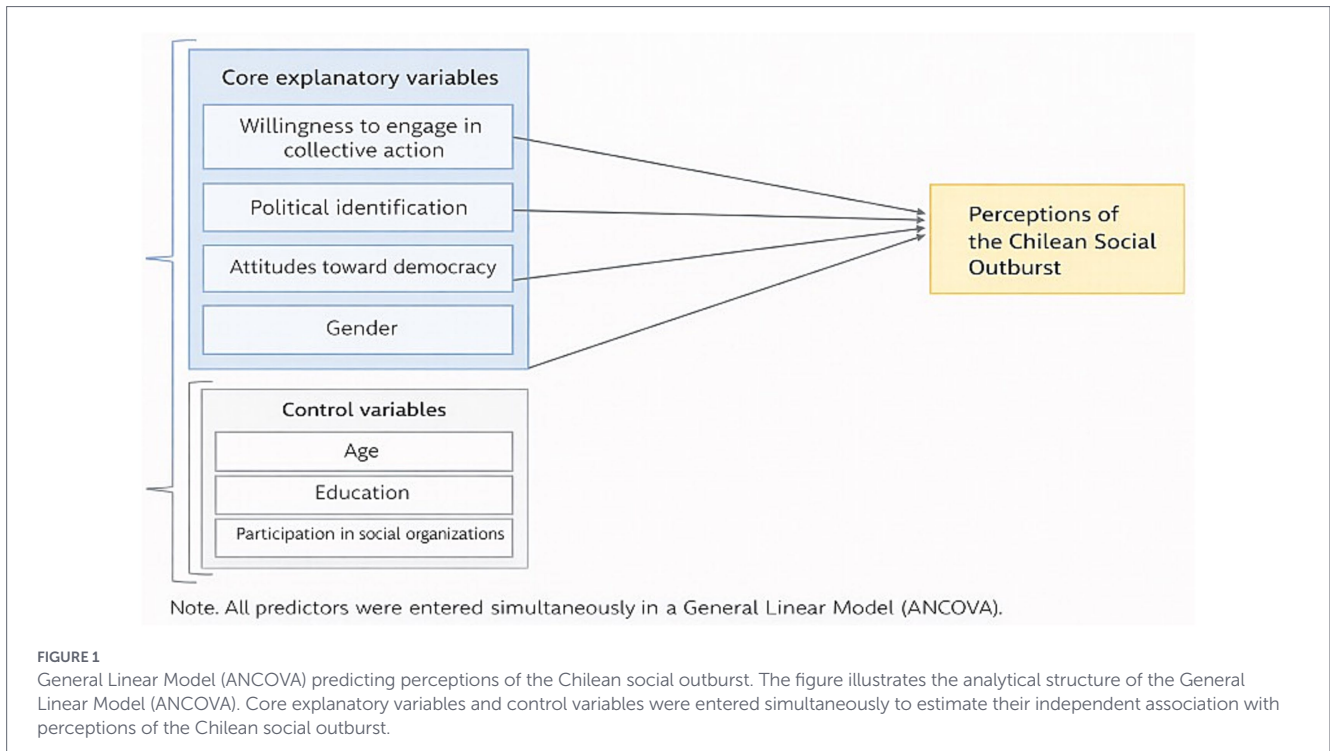 Core explanatory variables
Willingness to engage in
collective action
Political identification
Attitudes toward democracy
Gender
Perceptions of
the Chilean Social
Outburst
Control variables
Age
Education
Participation in social organizations
Note. All predictors were entered simultaneously in a General Linear Model (ANCOVA).
FIGURE 1
General Linear Model (ANCOVA) predicting perceptions of the Chilean social outburst. The figure illustrates the analytical structure of the General
Linear Model (ANCOVA). Core explanatory variables and control variables were entered simultaneously to estimate their independent association with
perceptions of the Chilean social outburst.